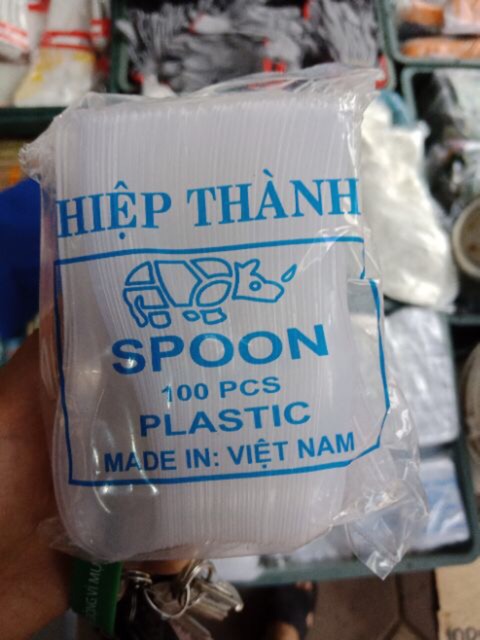 HIỆP THÀNH
SPOON
100 PCS
PLASTIC
MADE IN: VIỆT NAM